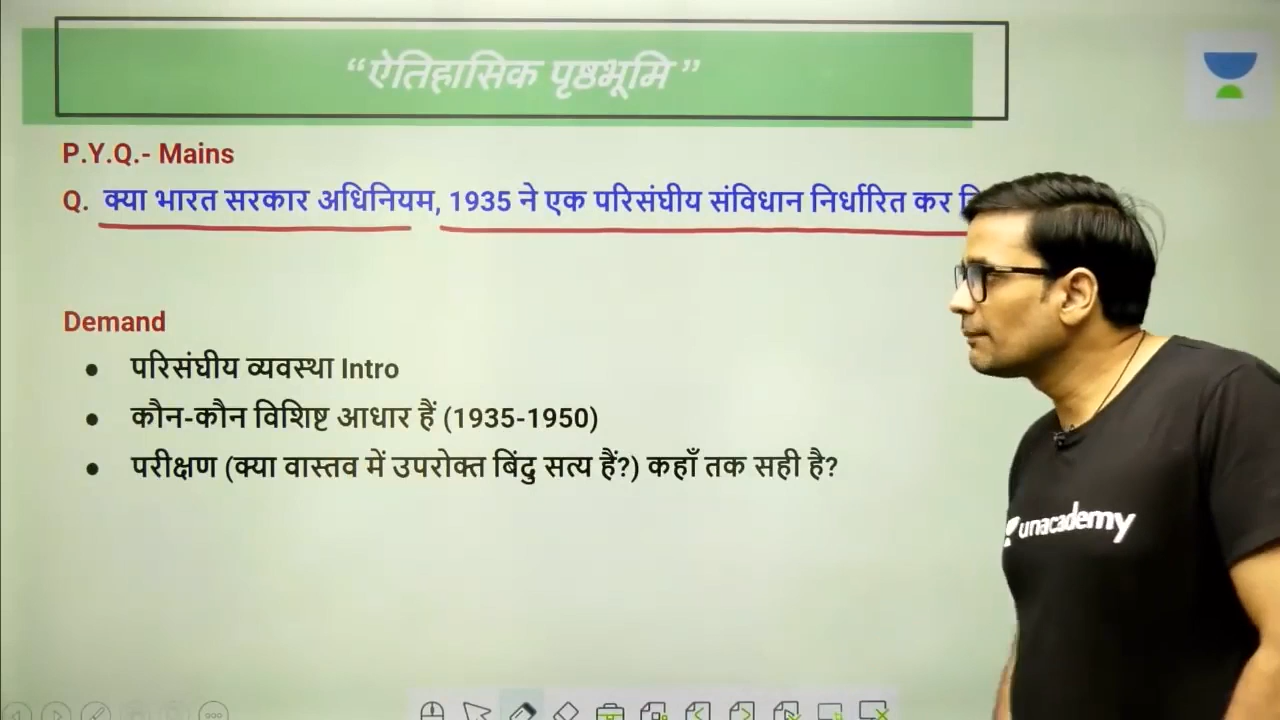 “ऐतिहासिक पृष्ठभूमि”
P.Y.Q.- Mains
Q. क्या भारत सरकार अधिनियम, 1935 ने एक परिसंघीय संविधान निर्धारित कर
Demand
● परिसंघीय व्यवस्था Intro
● कौन-कौन विशिष्ट आधार हैं (1935-1950)
● परीक्षण (क्या वास्तव में उपरोक्त बिंदु सत्य हैं?) कहाँ तक सही है?
unacademy